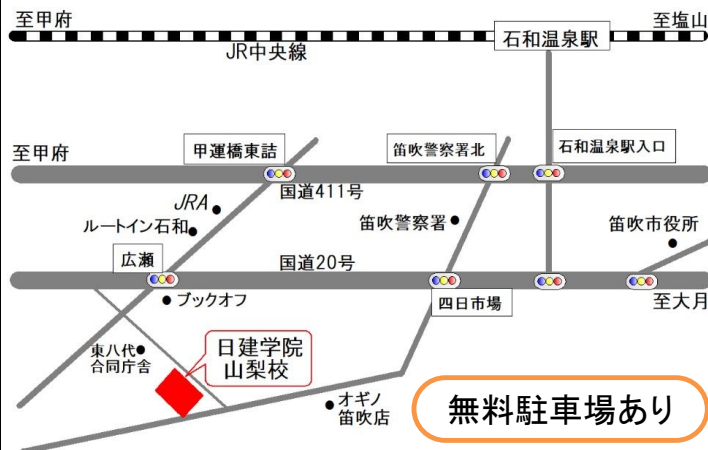 至甲府
至塩山
石和温泉駅
JR中央線
至甲府
甲運橋東詰
笛吹警察署北
石和温泉駅入口
国道411号
JRA
ルートイン石和
笛吹警察署
笛吹市役所
広瀬
国道20号
ブックオフ
四日市場
至大月
東八代
合同庁舎
日建学院
山梨校
オギノ
笛吹店
無料駐車場あり